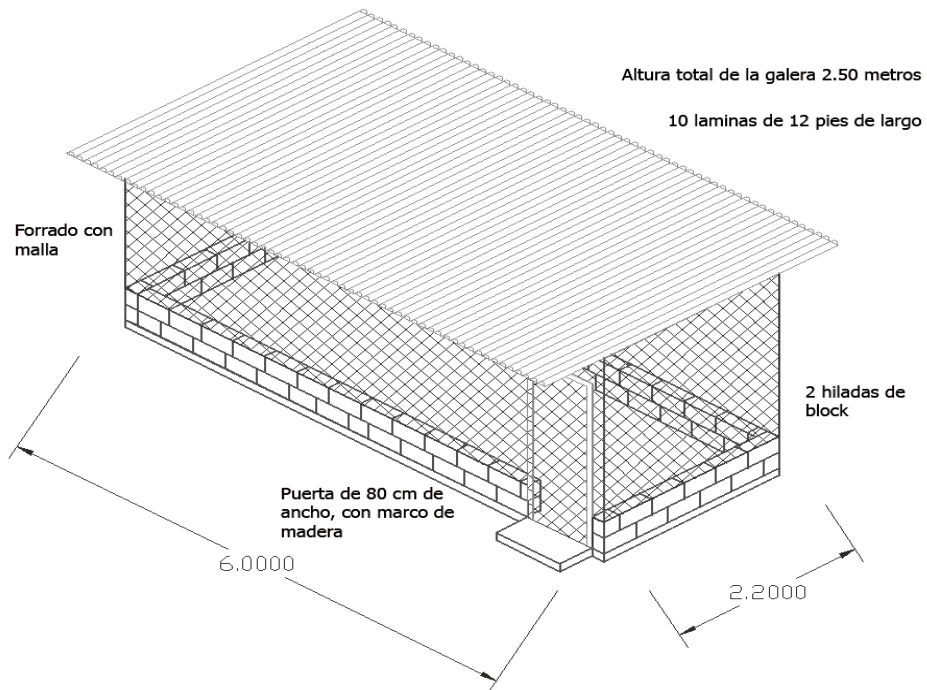 Altura total de la galera 2.50 metros
10 laminas de 12 pies de largo
Forrado con
malla
2 hiladas de
block
Puerta de 80 cm de
ancho, con marco de
madera
6.0000
2.2000